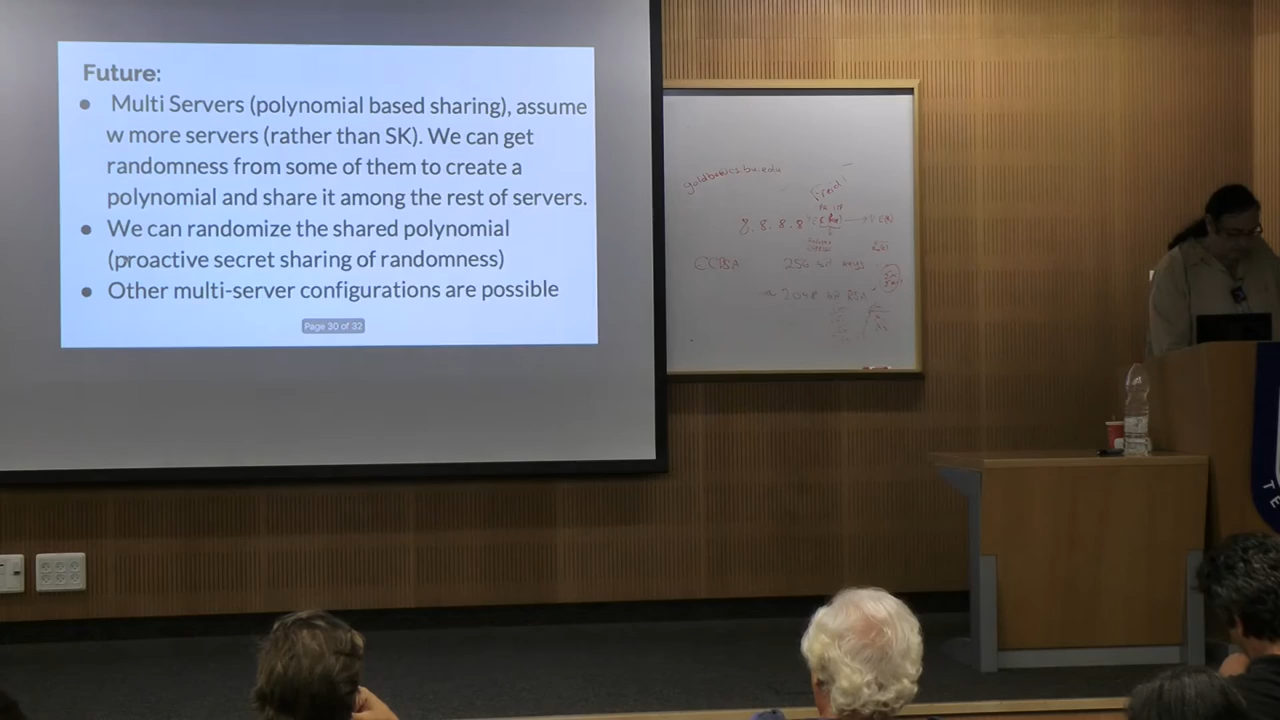 Future:
● Multi Servers (polynomial based sharing), assume
w more servers (rather than SK). We can get
randomness from some of them to create a
polynomial and share it among the rest of servers.
● We can randomize the shared polynomial
(proactive secret sharing of randomness)
● Other multi-server configurations are possible
Page 30 of 32
8.8.8.8
256 bit keys
2048 bit RSA
T E